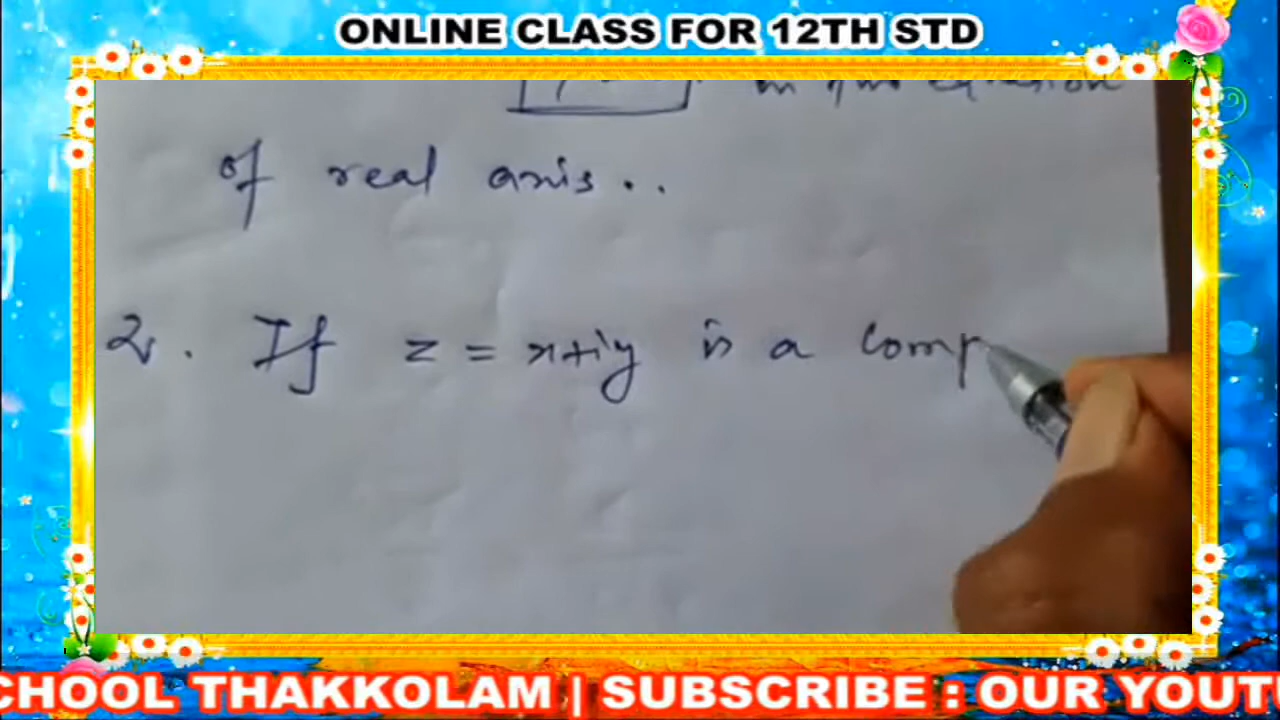 ONLINE CLASS FOR 12TH STD
of real axis..
2. If z = x+iy is a comp
CHOOL THAKKOLAM | SUBSCRIBE : OUR YOUT